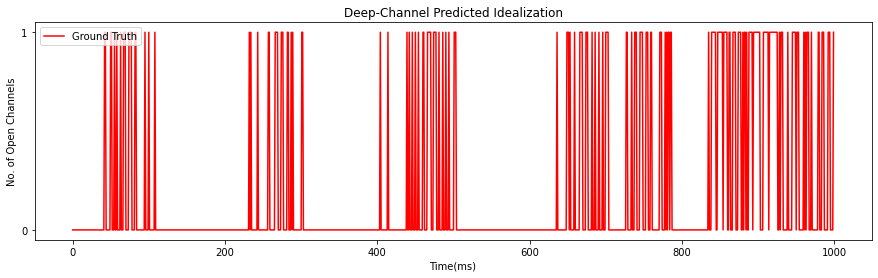 Deep-Channel Predicted Idealization
Ground Truth
No. of Open Channels
1
0
0
200
400
600
800
1000
Time(ms)